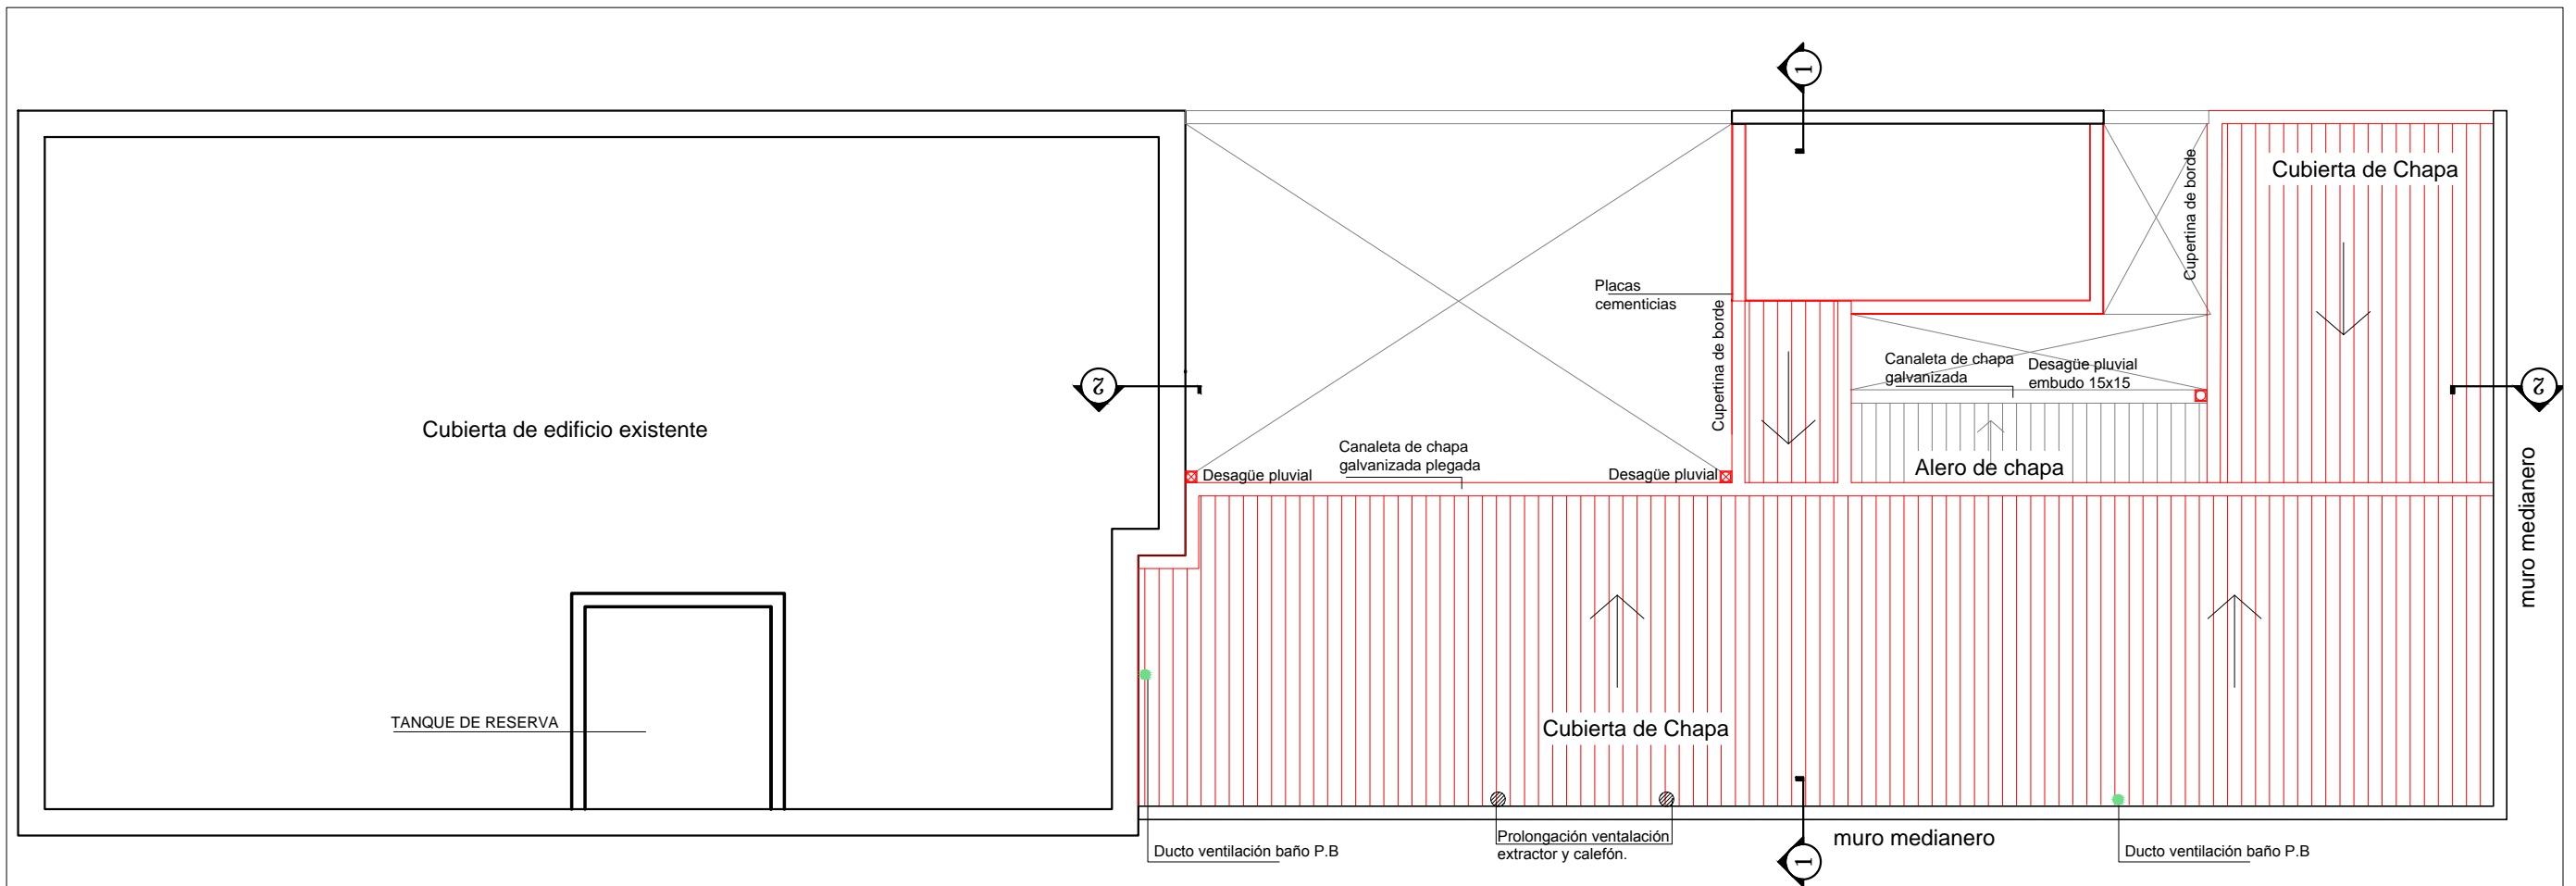 1
Cubierta de Chapa
Cupertina de borde
Placas
cementicias
Cupertina de borde
Canaleta de chapa
galvanizada
Desagüe pluvial
embudo 15x15
2
2
Cubierta de edificio existente
Canaleta de chapa
galvanizada plegada
Desagüe pluvial
Desagüe pluvial
Alero de chapa
muro medianero
TANQUE DE RESERVA
Cubierta de Chapa
Prolongación ventalación
extractor y calefón.
muro medianero
Ducto ventilación baño P.B
Ducto ventilación baño P.B
1